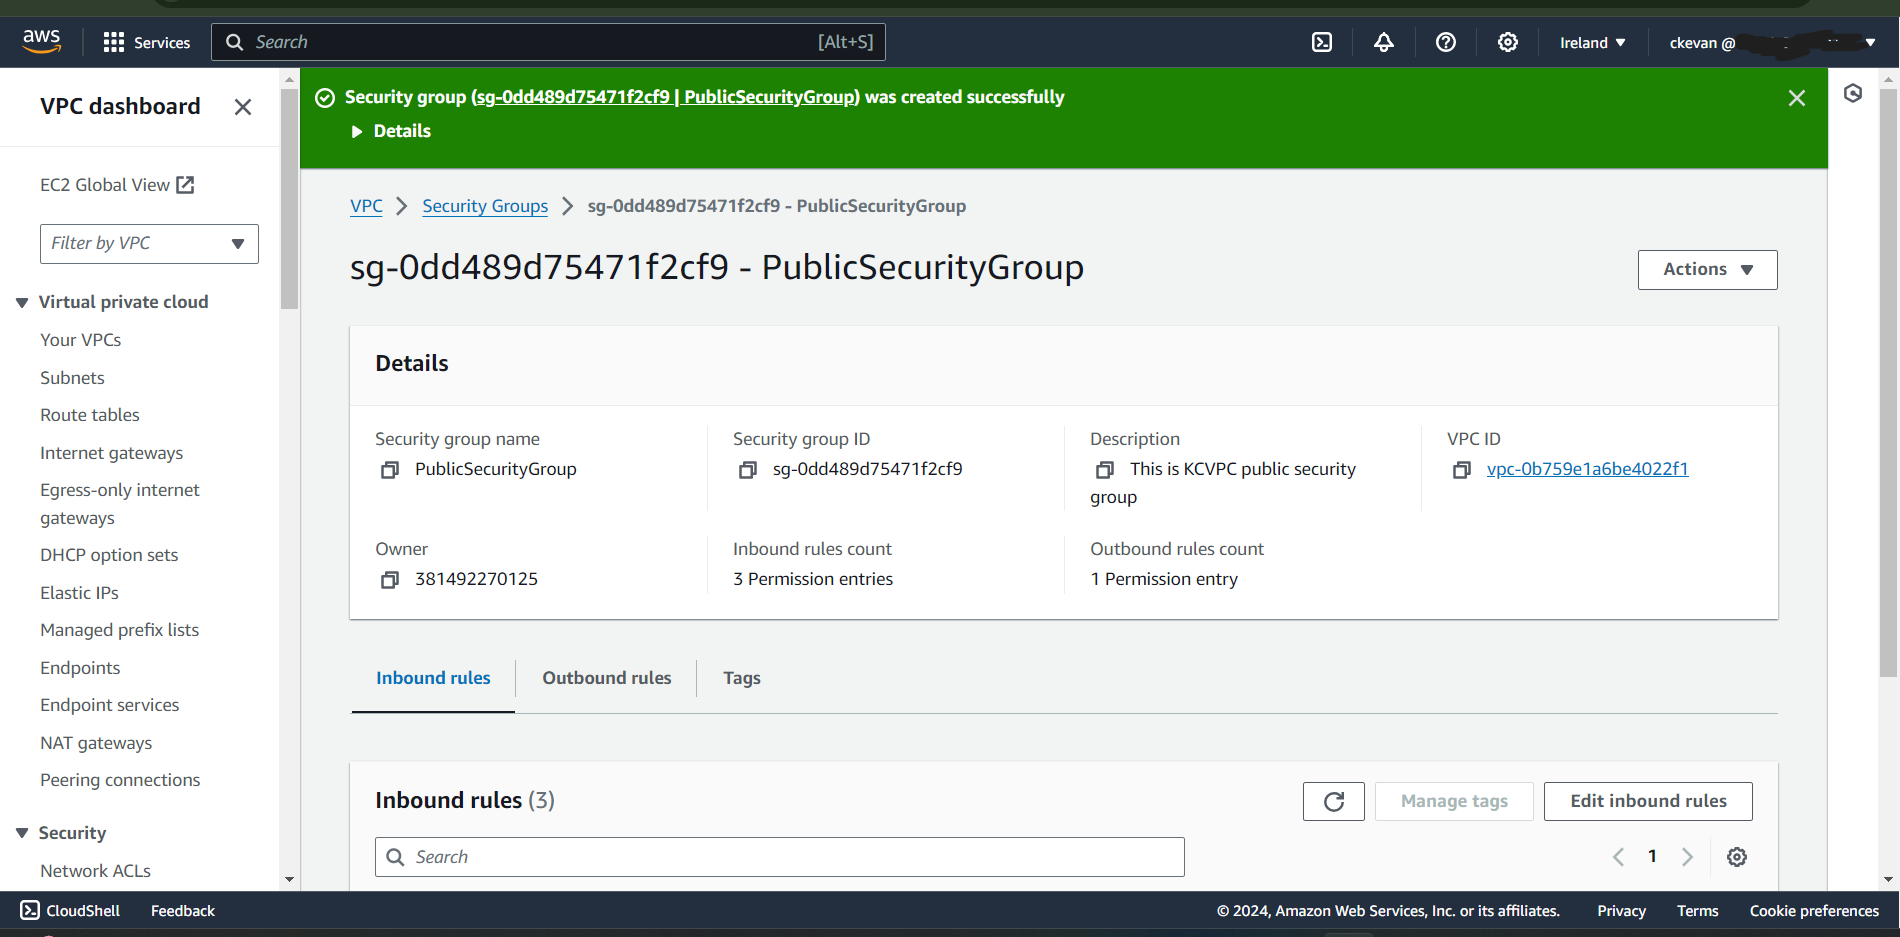 aws
Services
Search
[Alt+S]
Ireland
ckevan @
VPC dashboard
EC2 Global View
Filter by VPC
Virtual private cloud
Your VPCs
Subnets
Route tables
Internet gateways
Egress-only internet
gateways
DHCP option sets
Elastic IPs
Managed prefix lists
Endpoints
Endpoint services
NAT gateways
Peering connections
Security
Network ACLs
Security group (sg-0dd489d75471f2cf9 | PublicSecurityGroup) was created successfully
Details
VPC
Security Groups
sg-0dd489d75471f2cf9 - PublicSecurityGroup
sg-0dd489d75471f2cf9 - PublicSecurityGroup
Actions
Details
Security group name
PublicSecurityGroup
Security group ID
sg-0dd489d75471f2cf9
Description
This is KCVPC public security
group
VPC ID
vpc-0b759e1a6be4022f1
Owner
381492270125
Inbound rules count
3 Permission entries
Outbound rules count
1 Permission entry
Inbound rules
Outbound rules
Tags
Inbound rules (3)
Manage tags
Edit inbound rules
Search
1
CloudShell
Feedback
© 2024, Amazon Web Services, Inc. or its affiliates.
Privacy
Terms
Cookie preferences